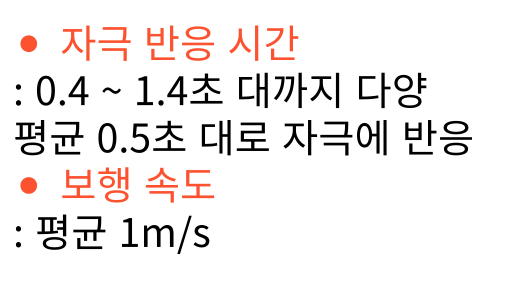 ● 자극 반응 시간
: 0.4 ~ 1.4초 대까지 다양
평균 0.5초 대로 자극에 반응
● 보행 속도
: 평균 1m/s